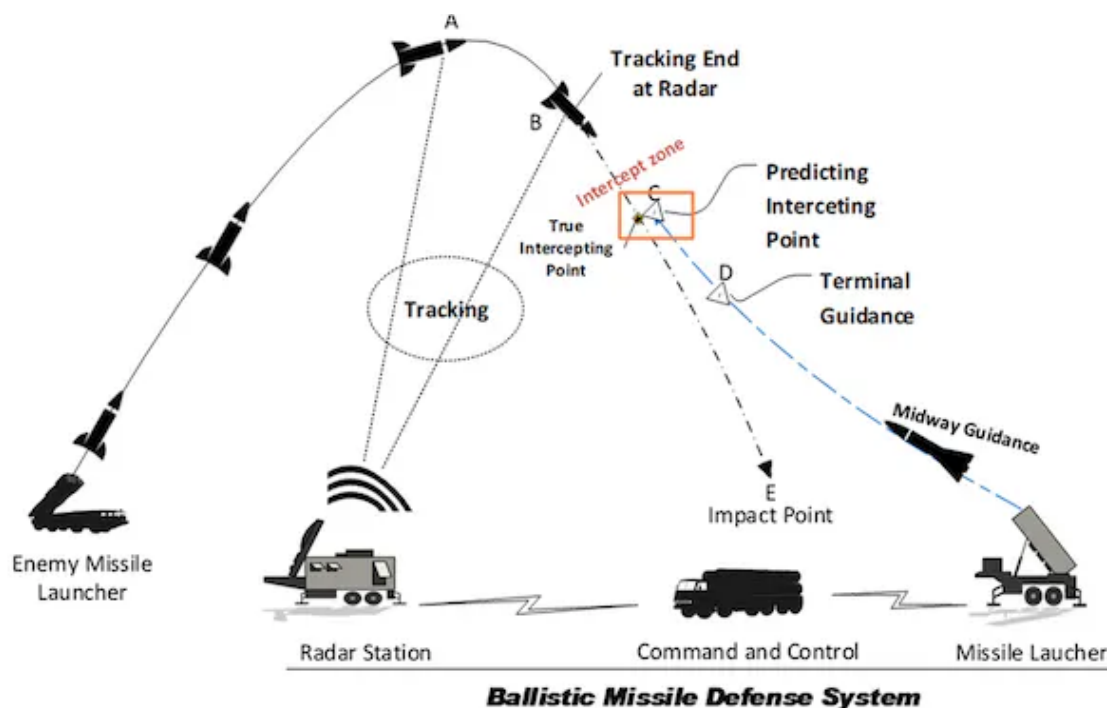 A
Tracking End
at Radar
B
Intercept zone
C
Predicting
Interceting
Point
True
Intercepting
Point
D
Terminal
Guidance
Tracking
Midway Guidance
E
Impact Point
Enemy Missile
Launcher
Radar Station
Command and Control
Missile Laucher
Ballistic Missile Defense System